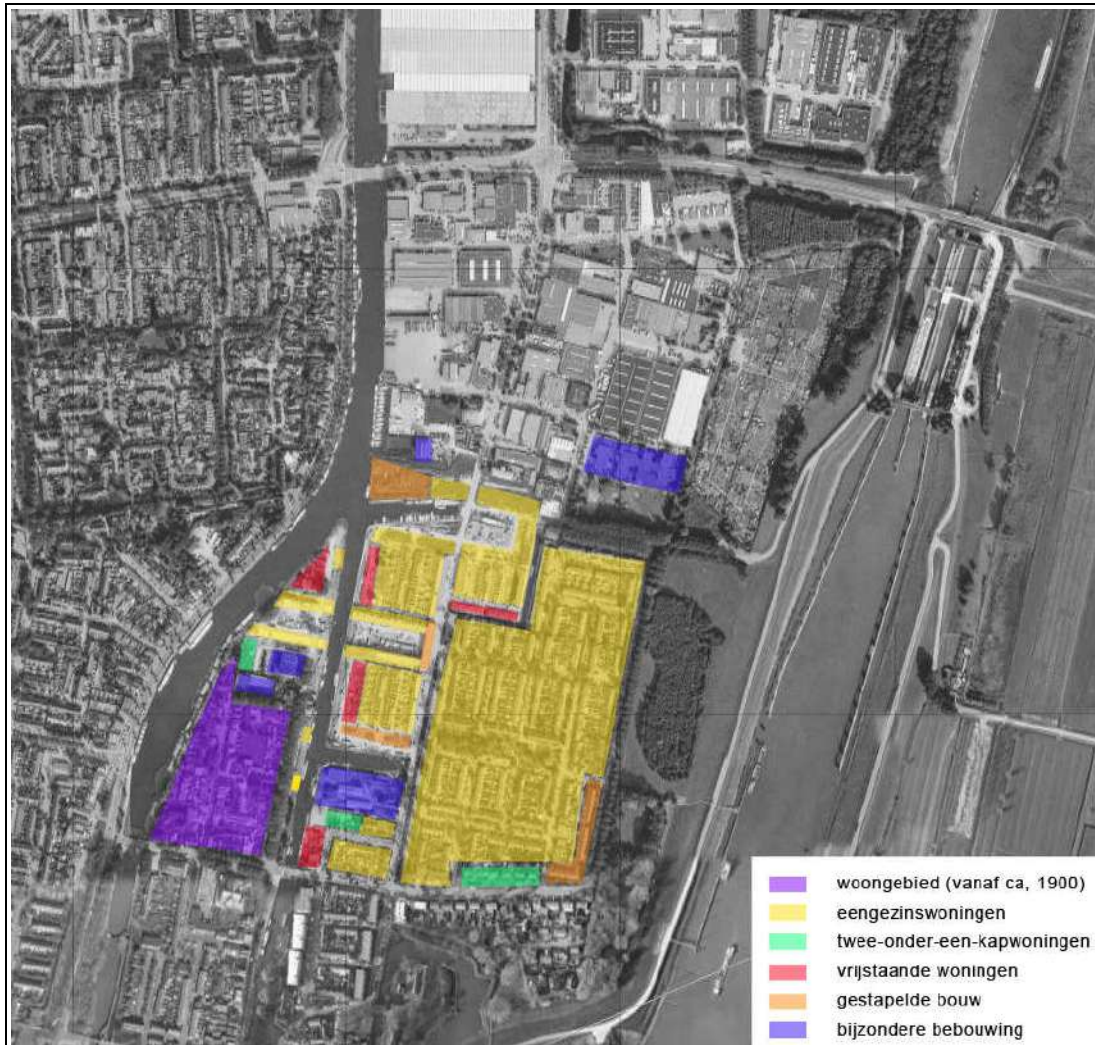 woongebied (vanaf ca, 1900)
eengezinswoningen
twee-onder-een-kapwoningen
vrijstaande woningen
gestapelde bouw
bijzondere bebouwing